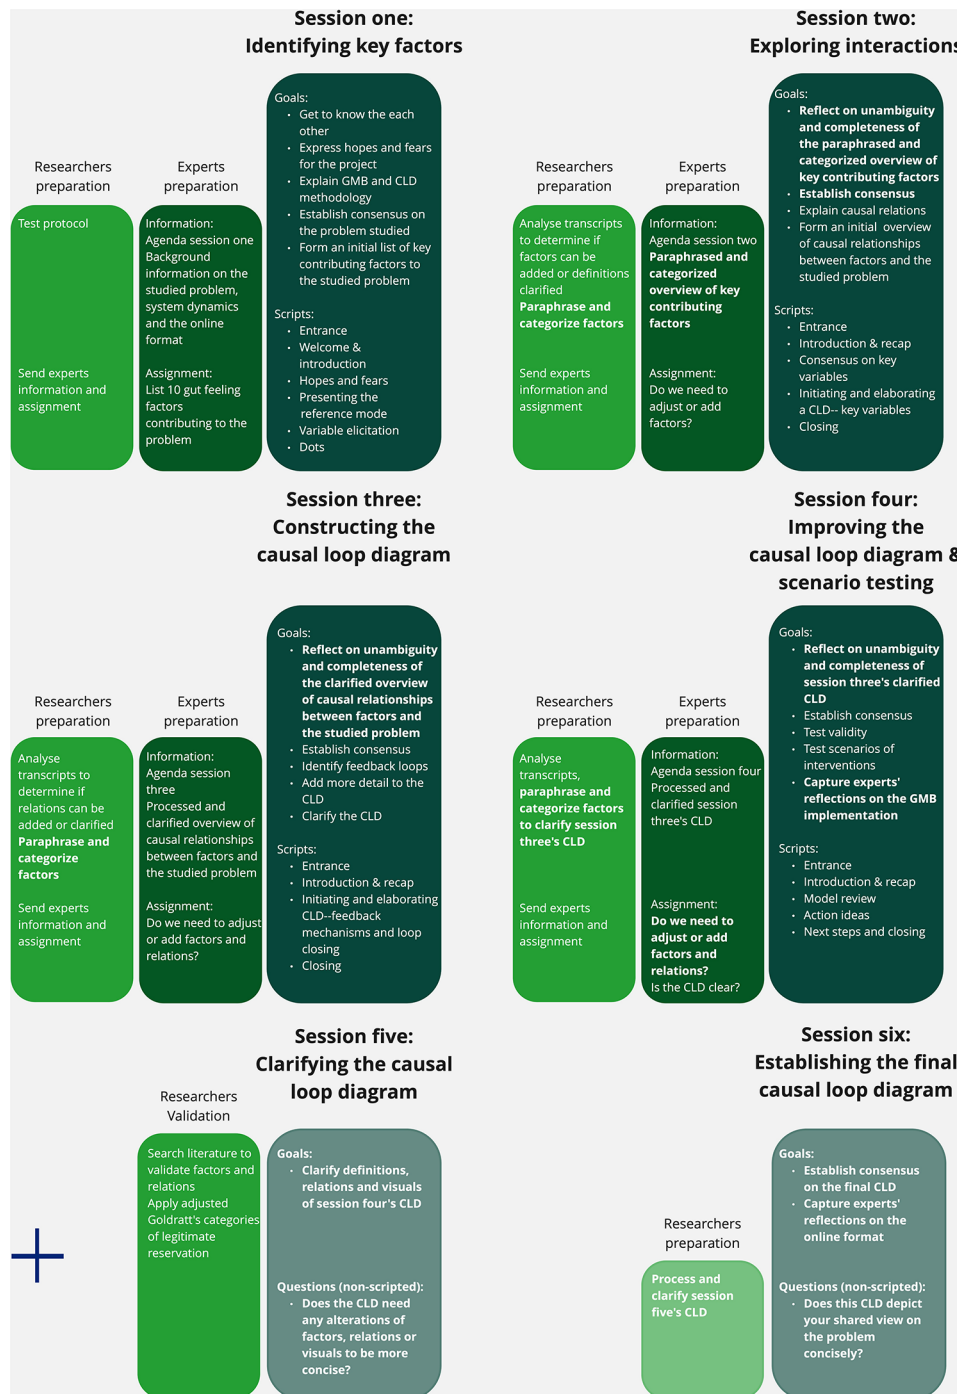 Session one:
Identifying key factors
Researchers
preparation
Test protocol
Send experts
information and
assignment
Experts
preparation
Information:
Agenda session one
Background
information on the
studied problem,
system dynamics
and the online
format
Assignment:
List 10 gut feeling
factors
contributing to the
problem
Goals:
• Get to know the each
other
• Express hopes and fears
for the project
• Explain GMB and CLD
methodology
• Establish consensus on
the problem studied
• Form an initial list of key
contributing factors to
the studied problem
Scripts:
• Entrance
• Welcome &
introduction
• Hopes and fears
• Presenting the
reference mode
• Variable elicitation
• Dots
Session two:
Exploring interactions
Researchers
preparation
Analyse transcripts
to determine if
factors can be
added or definitions
clarified
Paraphrase and
categorize factors
Send experts
information and
assignment
Experts
preparation
Information:
Agenda session two
Paraphrased and
categorized
overview of key
contributing
factors
Assignment:
Do we need to
adjust or add
factors?
Goals:
• Reflect on unambiguity
and completeness of
the paraphrased and
categorized overview of
key contributing factors
• Establish consensus
• Explain causal relations
• Form an initial overview
of causal relationships
between factors and the
studied problem
Scripts:
• Entrance
• Introduction & recap
• Consensus on key
variables
• Initiating and elaborating
a CLD-- key variables
• Closing
Session three:
Constructing the
causal loop diagram
Researchers
preparation
Analyse
transcripts to
determine if
relations can be
added or clarified
Paraphrase and
categorize
factors
Send experts
information and
assignment
Experts
preparation
Information:
Agenda session
three
Processed and
clarified overview of
causal relationships
between factors and
the studied problem
Assignment:
Do we need to adjust
or add factors and
relations?
Goals:
• Reflect on unambiguity
and completeness of
the clarified overview
of causal relationships
between factors and
the studied problem
• Establish consensus
• Identify feedback loops
• Add more detail to the
CLD
• Clarify the CLD
Scripts:
• Entrance
• Introduction & recap
• Initiating and elaborating
CLD--feedback
mechanisms and loop
closing
• Closing
Session four:
Improving the
causal loop diagram &
scenario testing
Researchers
preparation
Analyse
transcripts,
paraphrase and
categorize factors
to clarify session
three's CLD
Send experts
information and
assignment
Experts
preparation
Information:
Agenda session four
Processed and
clarified session
three's CLD
Assignment:
Do we need to
adjust or add
factors and
relations?
Is the CLD clear?
Goals:
• Reflect on unambiguity
and completeness of
session three's clarified
CLD
• Establish consensus
• Test validity
• Test scenarios of
interventions
• Capture experts'
reflections on the GMB
implementation
Scripts:
• Entrance
• Introduction & recap
• Model review
• Action ideas
• Next steps and closing
Session five:
Clarifying the causal
loop diagram
Researchers
Validation
Search literature to
validate factors and
relations
Apply adjusted
Goldratt's categories
of legitimate
reservation
Goals:
• Clarify definitions,
relations and visuals
of session four's CLD
Questions (non-scripted):
• Does the CLD need
any alterations of
factors, relations or
visuals to be more
concise?
Session six:
Establishing the final
causal loop diagram
Researchers
preparation
Process and
clarify session
five's CLD
Goals:
• Establish consensus
on the final CLD
• Capture experts'
reflections on the
online format
Questions (non-scripted):
• Does this CLD depict
your shared view on
the problem
concisely?